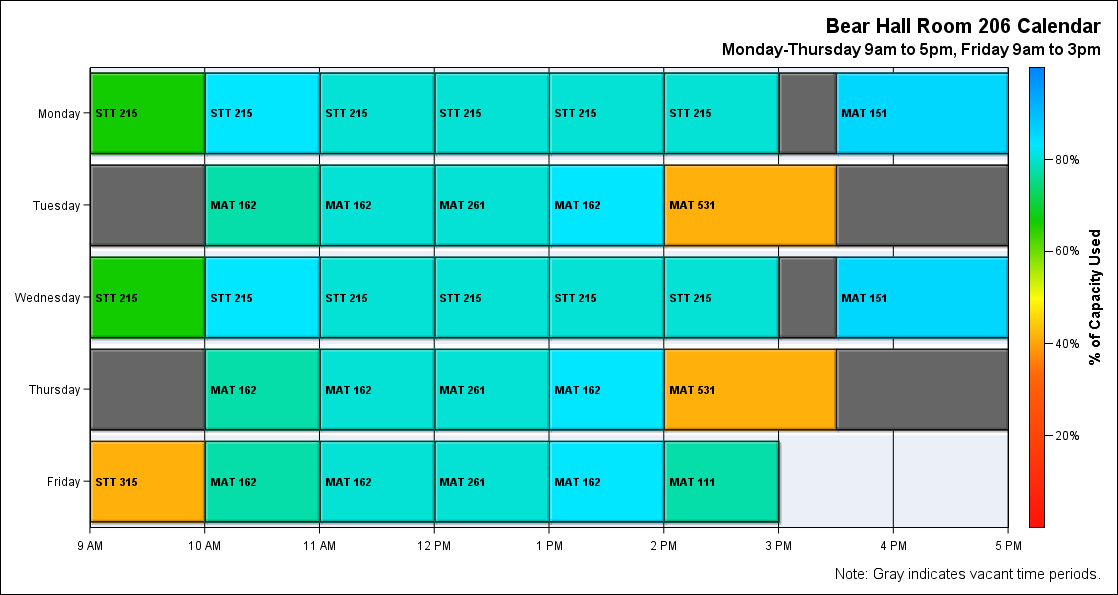 Bear Hall Room 206 Calendar
Monday-Thursday 9am to 5pm, Friday 9am to 3pm
Monday
STT 215
STT 215
STT 215
STT 215
STT 215
STT 215
MAT 151
Tuesday
MAT 162
MAT 162
MAT 261
MAT 162
MAT 531
Wednesday
STT 215
STT 215
STT 215
STT 215
STT 215
STT 215
MAT 151
Thursday
MAT 162
MAT 162
MAT 261
MAT 162
MAT 531
Friday
STT 315
MAT 162
MAT 162
MAT 261
MAT 162
MAT 111
9 AM
10 AM
11 AM
12 PM
1 PM
2 PM
3 PM
4 PM
5 PM
80%
60%
40%
20%
% of Capacity Used
Note: Gray indicates vacant time periods.